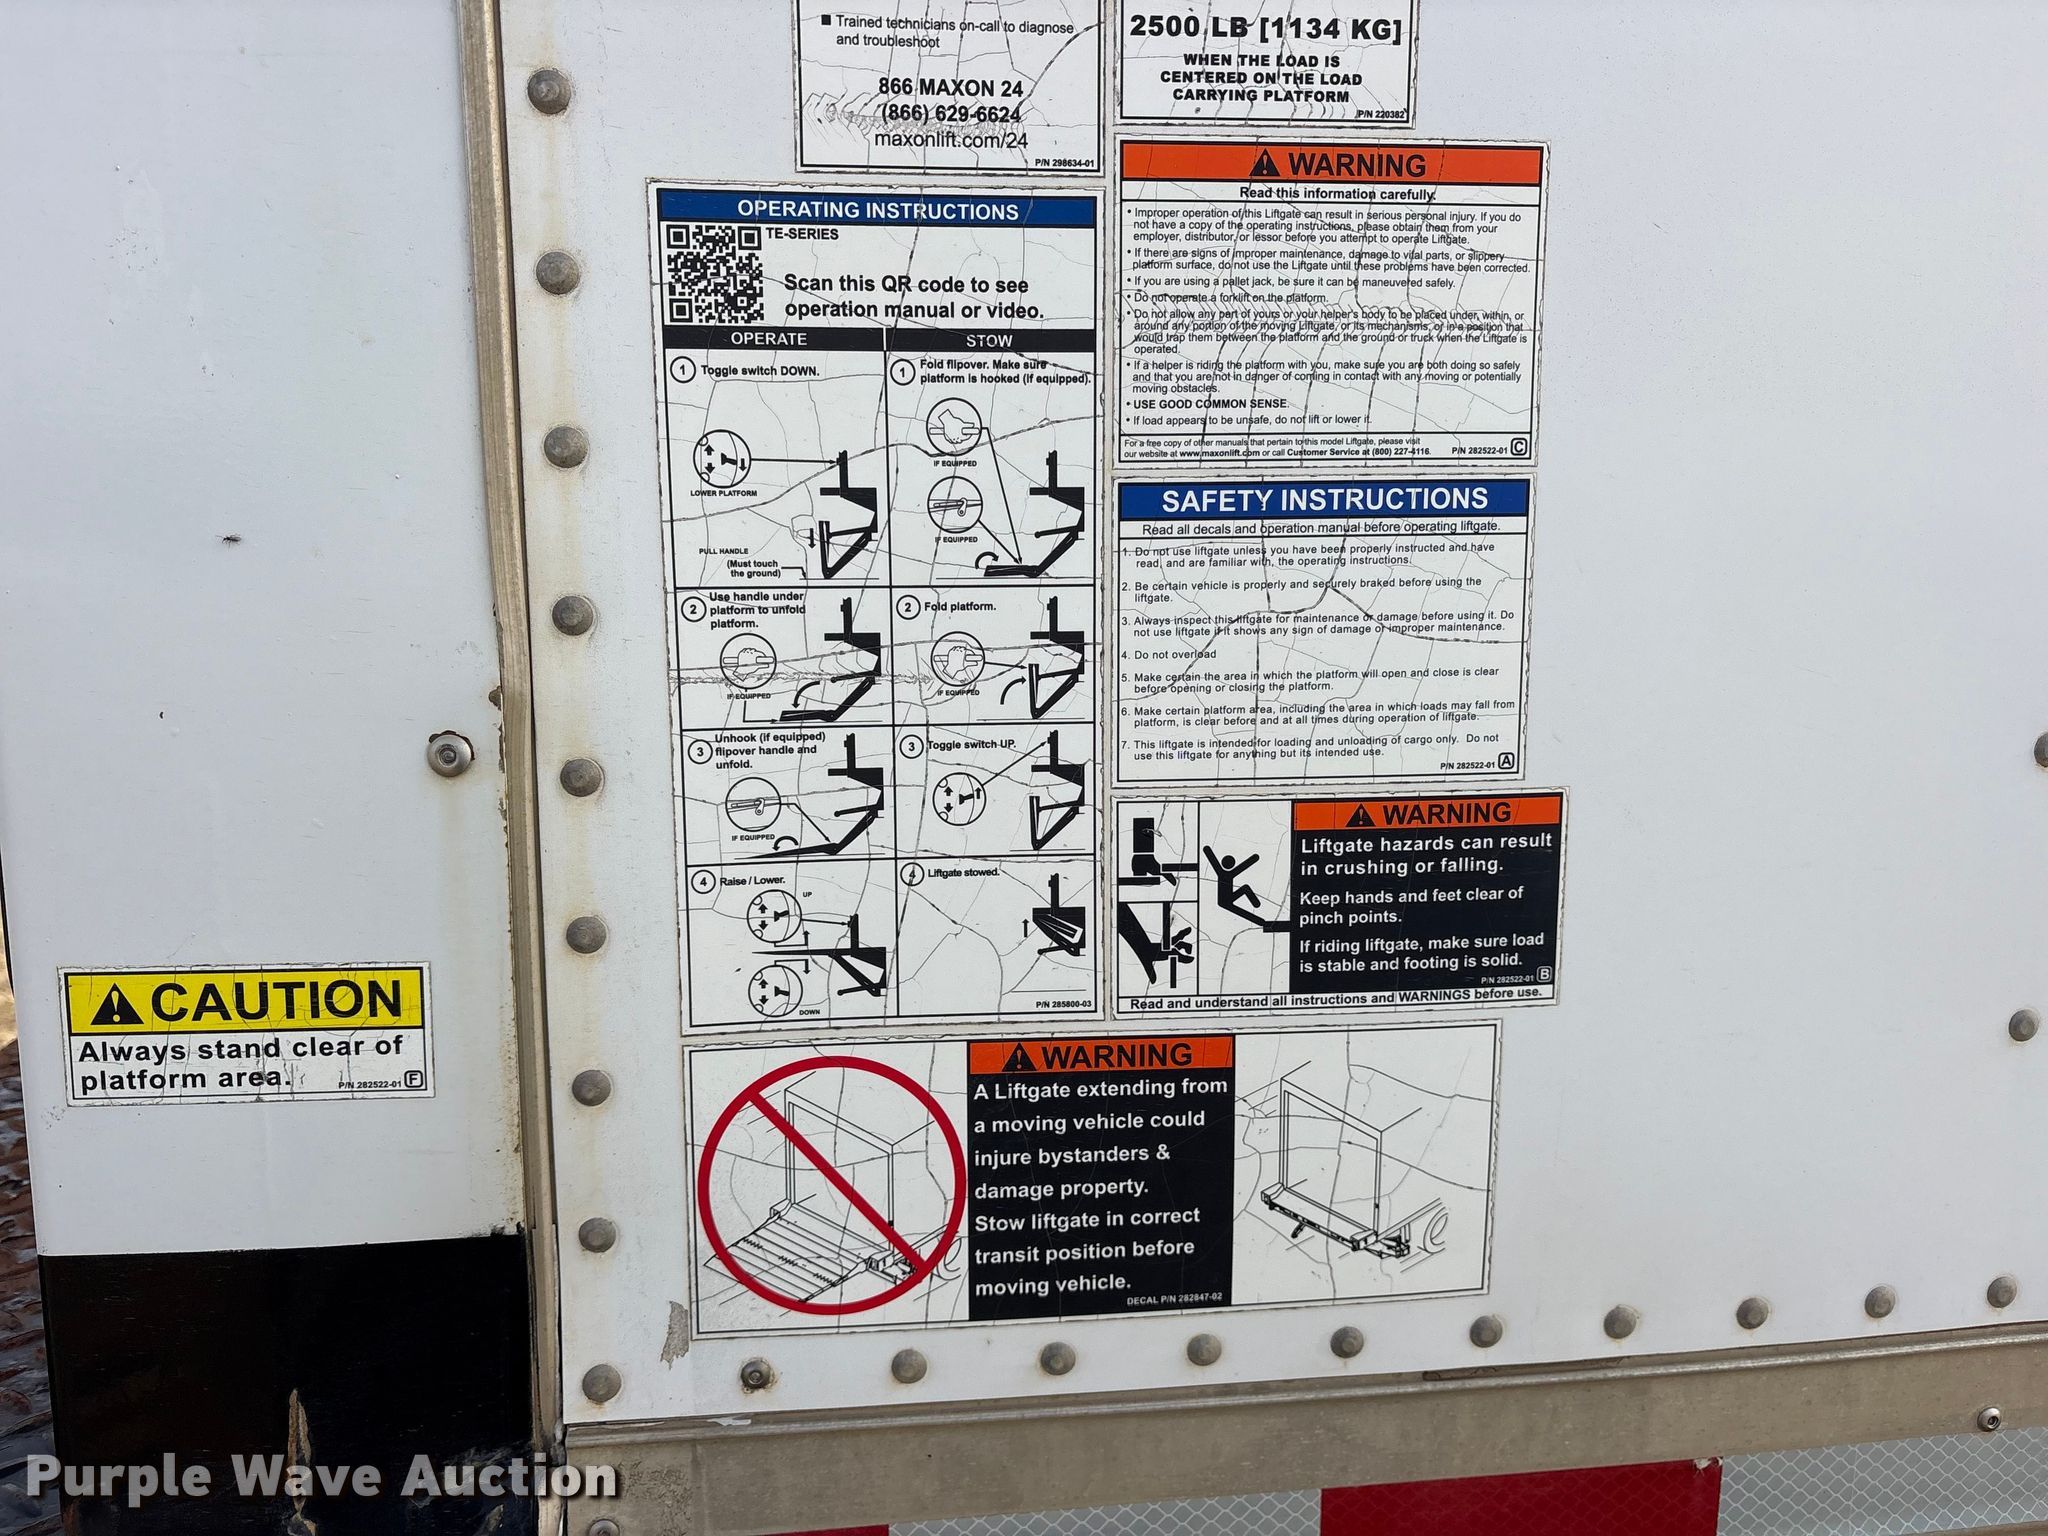 ■ Trained technicians on-call to diagnose
and troubleshoot
866 MAXON 24
(866) 629-6624
maxonlift.com/24
P/N 298634-01
2500 LB [1134 KG]
WHEN THE LOAD IS
CENTERED ON THE LOAD
CARRYING PLATFORM
P/N 220382
OPERATING INSTRUCTIONS
TE-SERIES
Scan this QR code to see
operation manual or video.
OPERATE
1 Toggle switch DOWN.
LOWER PLATFORM
PULL HANDLE
(Must touch
the ground)
2 Use handle under
platform to unfold
platform.
IF EQUIPPED
3 Unhook (if equipped)
flipover handle and
unfold.
IF EQUIPPED
4 Raise / Lower.
UP
DOWN
STOW
1 Fold flipover. Make sure
platform is hooked (if equipped).
IF EQUIPPED
IF EQUIPPED
2 Fold platform.
IF EQUIPPED
3 Toggle switch UP.
4 Liftgate stowed.
P/N 285800-03
WARNING
Read this information carefully.
• Improper operation of this Liftgate can result in serious personal injury. If you do
not have a copy of the operating instructions, please obtain them from your
employer, distributor, or lessor before you attempt to operate Liftgate.
• If there are signs of improper maintenance, damage to vital parts, or slippery
platform surface, do not use the Liftgate until these problems have been corrected.
• If you are using a pallet jack, be sure it can be maneuvered safely.
• Do not operate a forklift on the platform.
• Do not allow any part of yours or your helper's body to be placed under, within, or
around any portion of the moving Liftgate, or its mechanisms, or in a position that
would trap them between the platform and the ground or truck when the Liftgate is
operated.
• If a helper is riding the platform with you, make sure you are both doing so safely
and that you are not in danger of coming in contact with any moving or potentially
moving obstacles.
• USE GOOD COMMON SENSE.
• If load appears to be unsafe, do not lift or lower it.
For a free copy of other manuals that pertain to this model Liftgate, please visit
our website at www.maxonlift.com or call Customer Service at (800) 227-4116.
P/N 282522-01 C
SAFETY INSTRUCTIONS
Read all decals and operation manual before operating liftgate.
1. Do not use liftgate unless you have been properly instructed and have
read, and are familiar with, the operating instructions.
2. Be certain vehicle is properly and securely braked before using the
liftgate.
3. Always inspect this liftgate for maintenance or damage before using it. Do
not use liftgate if it shows any sign of damage or improper maintenance.
4. Do not overload
5. Make certain the area in which the platform will open and close is clear
before opening or closing the platform.
6. Make certain platform area, including the area in which loads may fall from
platform, is clear before and at all times during operation of liftgate.
7. This liftgate is intended for loading and unloading of cargo only. Do not
use this liftgate for anything but its intended use.
P/N 282522-01 A
WARNING
Liftgate hazards can result
in crushing or falling.
Keep hands and feet clear of
pinch points.
If riding liftgate, make sure load
is stable and footing is solid.
P/N 282522-01 B
Read and understand all instructions and WARNINGS before use.
CAUTION
Always stand clear of
platform area.
P/N 282522-01 F
WARNING
A Liftgate extending from
a moving vehicle could
injure bystanders &
damage property.
Stow liftgate in correct
transit position before
moving vehicle.
DECAL P/N 282847-02
Purple Wave Auction